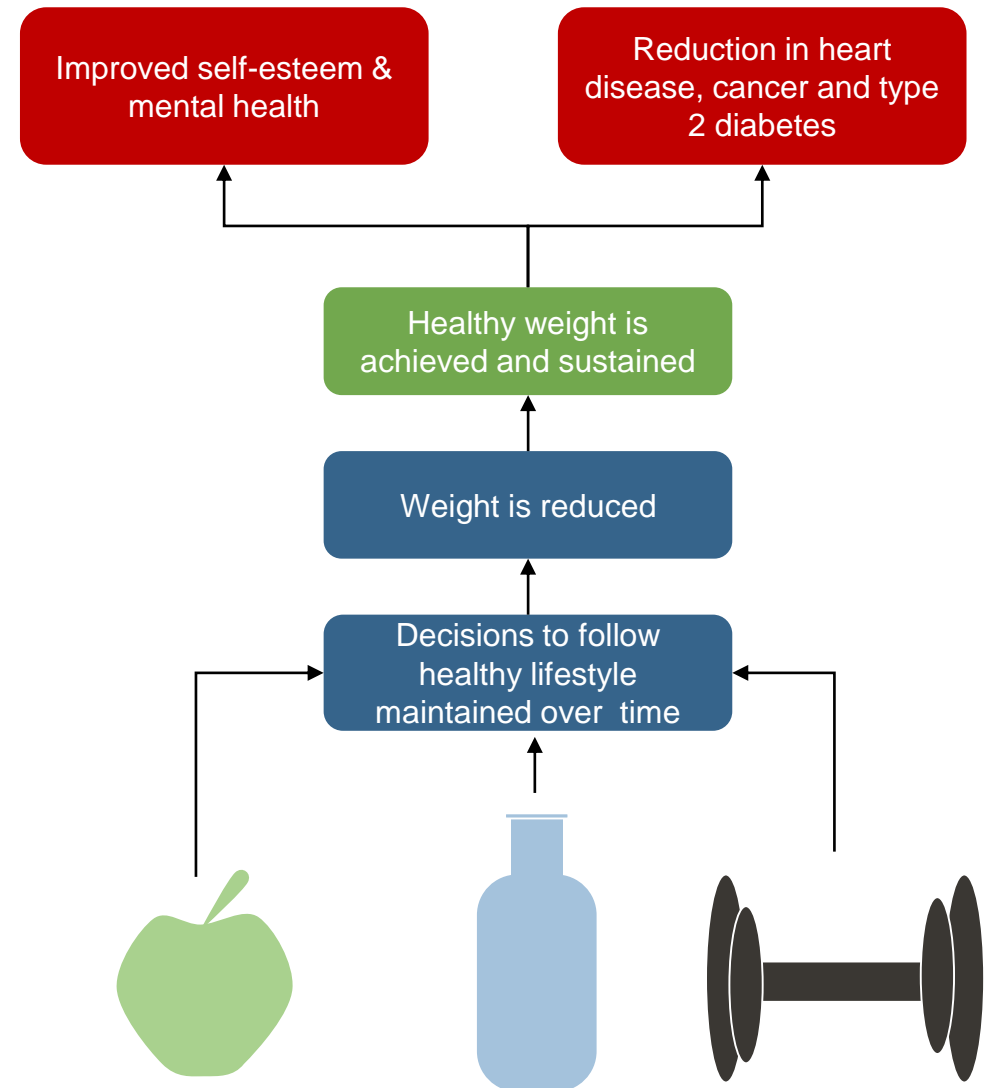 Improved self-esteem &
mental health
Reduction in heart
disease, cancer and type
2 diabetes
Healthy weight is
achieved and sustained
Weight is reduced
Decisions to follow
healthy lifestyle
maintained over  time